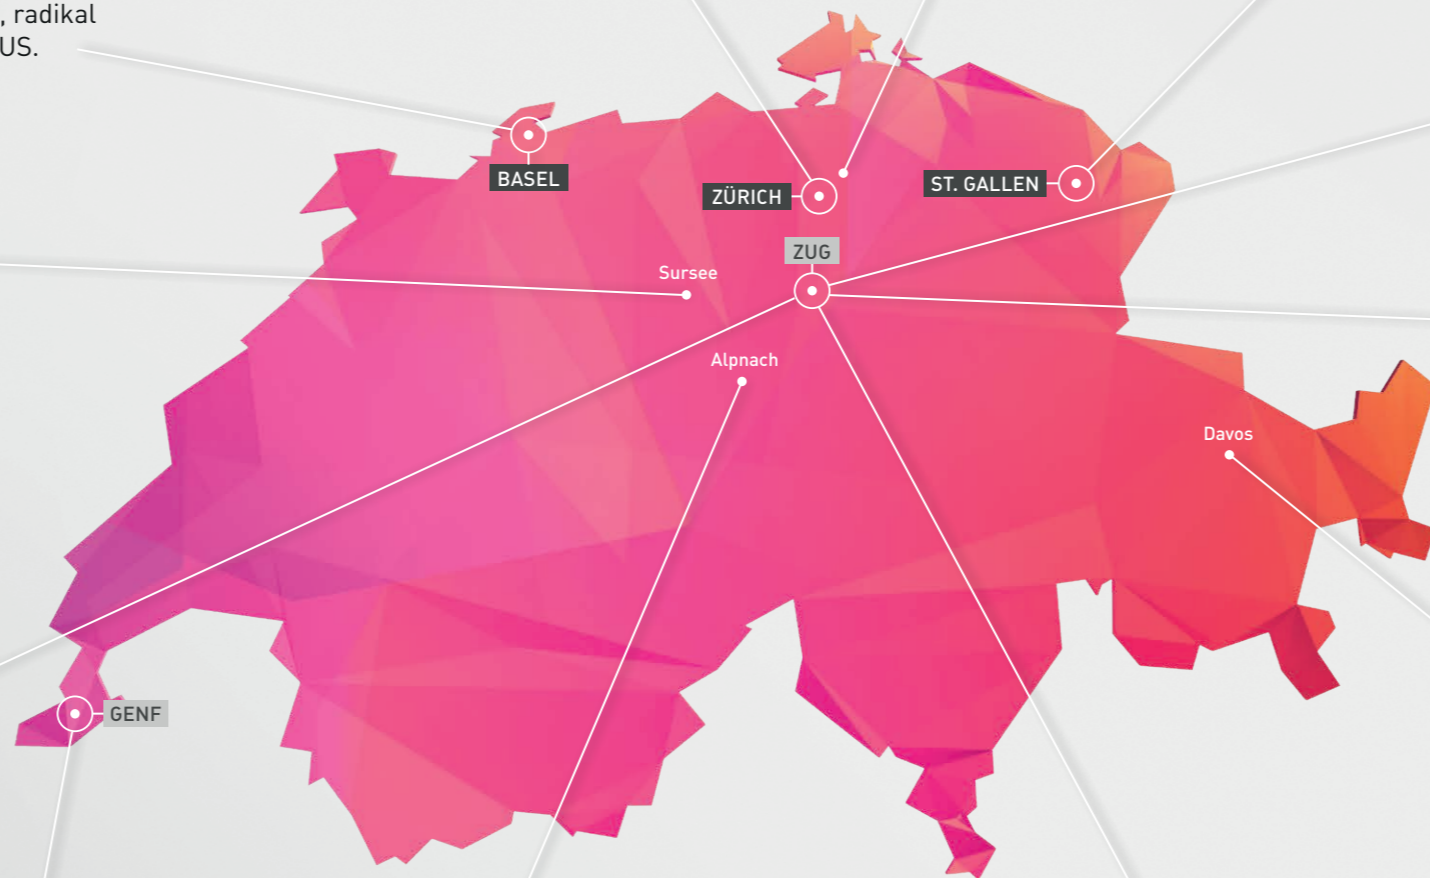 , radikal
US.
BASEL
ZÜRICH
ST. GALLEN
ZUG
Sursee
Alpnach
Davos
GENF